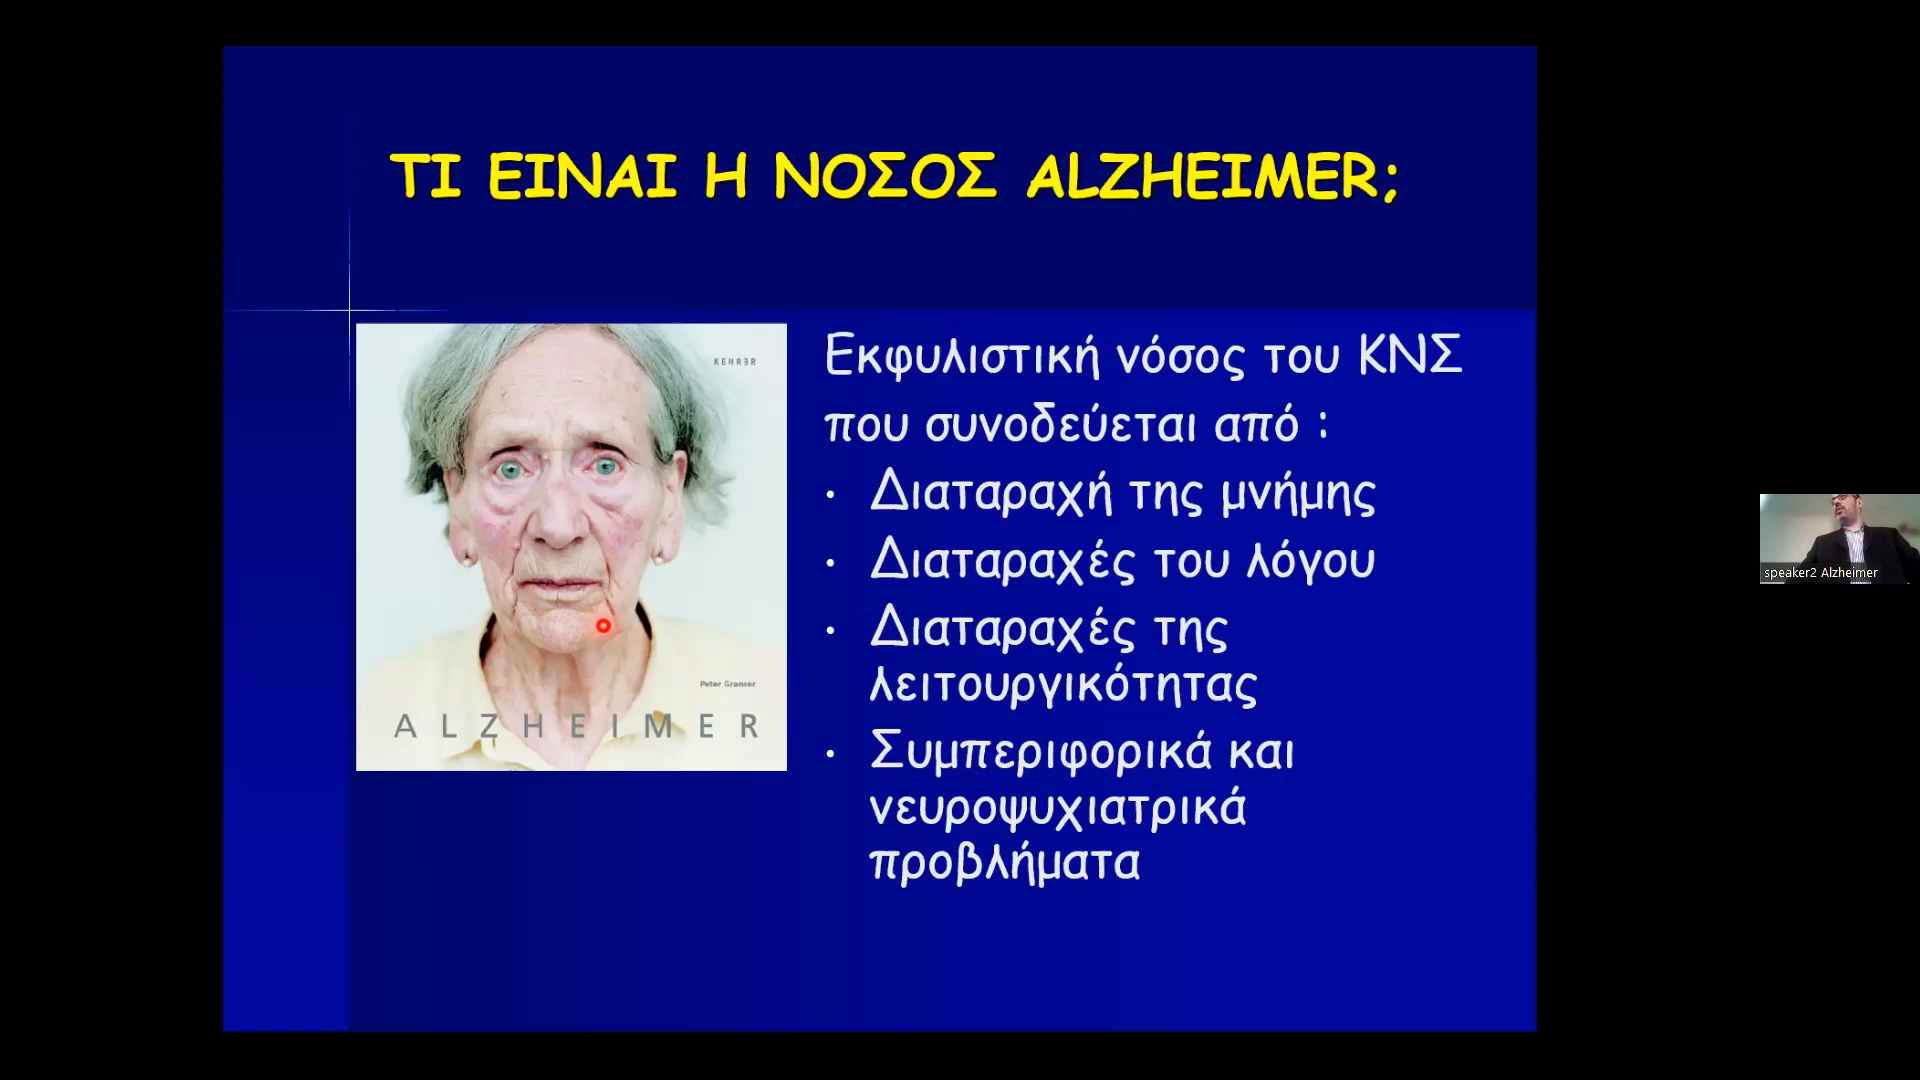 ΤΙ ΕΙΝΑΙ Η ΝΟΣΟΣ ALZHEIMER;
KEHRER
Peter Granser
ALZHEIMER
Εκφυλιστική νόσος του ΚΝΣ
που συνοδεύεται από :
• Διαταραχή της μνήμης
• Διαταραχές του λόγου
• Διαταραχές της
λειτουργικότητας
• Συμπεριφορικά και
νευροψυχιατρικά
προβλήματα
speaker2 Alzheimer